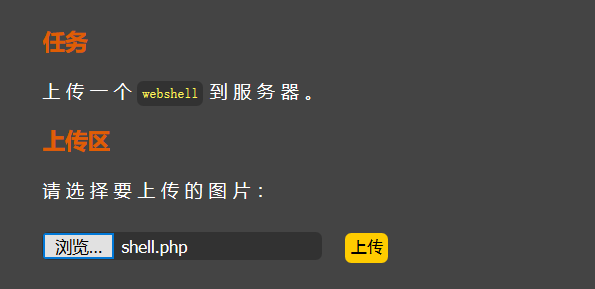 任务
上传一个 webshell 到服务器。
上传区
请选择要上传的图片：
浏览... shell.php 上传